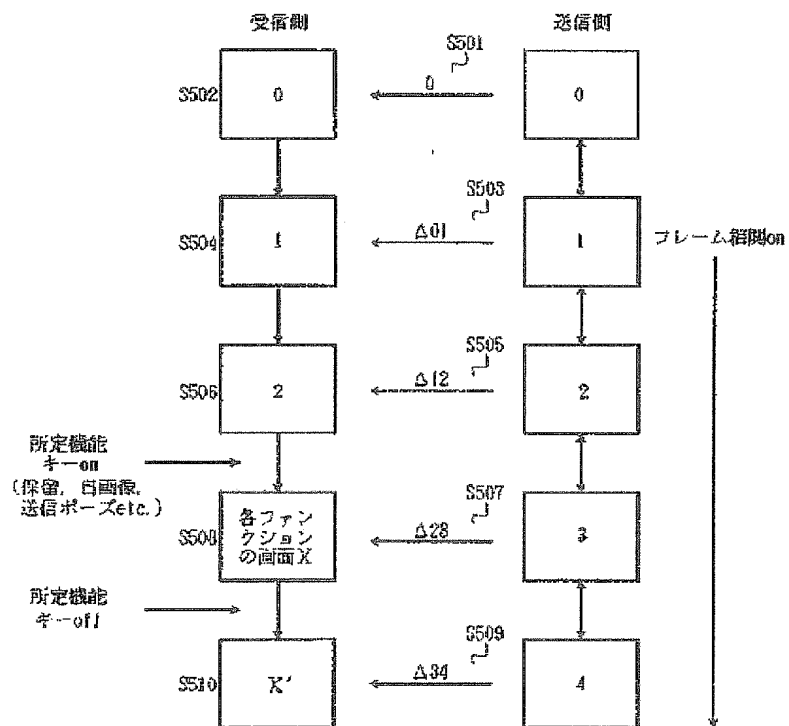 受信側
送信側
S501
S502
0
0
0
S503
S504
1
Δ01
1
フレーム相関on
S505
S506
2
Δ12
2
所定機能
キーon
(保留, 自画像,
送信ポーズetc.)
S507
S508
各ファン
クション
の画面X
Δ23
3
所定機能
キーoff
S509
S510
X'
Δ34
4